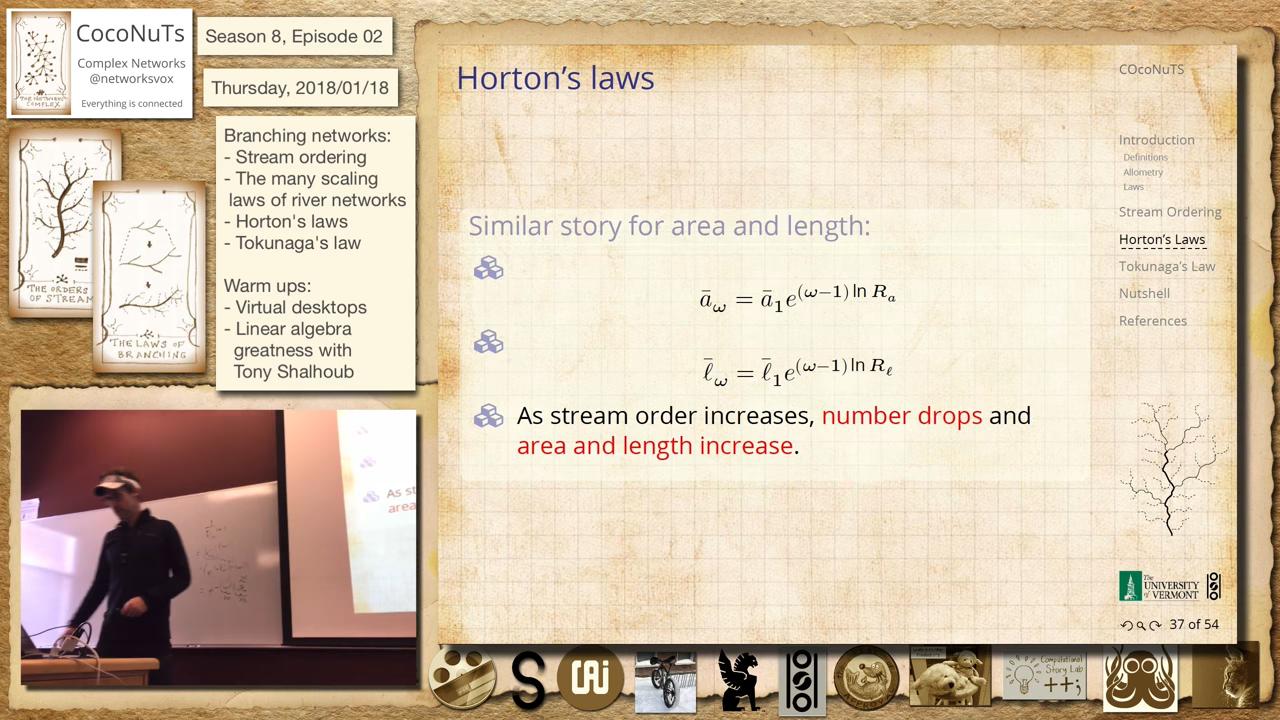 CocoNuTs
Complex Networks
@networksvox
Everything is connected
Season 8, Episode 02
Thursday, 2018/01/18
Branching networks:
- Stream ordering
- The many scaling
laws of river networks
- Horton's laws
- Tokunaga's law
Warm ups:
- Virtual desktops
- Linear algebra
greatness with
Tony Shalhoub
THE ORDERS
OF STREAM
THE LAWS OF
BRANCHING
Horton's laws
Similar story for area and length:
ā_ω = ā_1 e^{(ω−1) ln R_a}
ℓ̄_ω = ℓ̄_1 e^{(ω−1) ln R_ℓ}
As stream order increases, number drops and
area and length increase.
COcoNuTS
Introduction
Definitions
Allometry
Laws
Stream Ordering
Horton's Laws
Tokunaga's Law
Nutshell
References
The
UNIVERSITY
of VERMONT
37 of 54
As st
area
Computational
Story Lab
++;